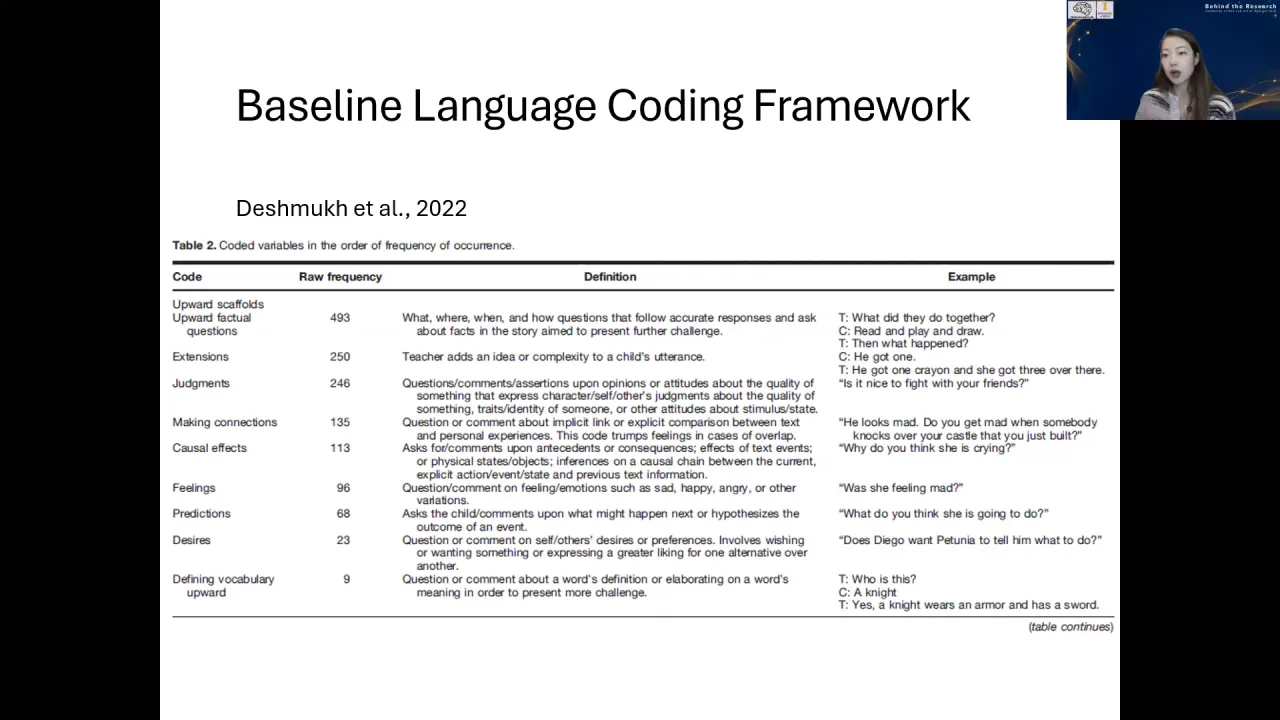 Behind the Research
Baseline Language Coding Framework
Deshmukh et al., 2022
Table 2. Coded variables in the order of frequency of occurrence.
Code Raw frequency Definition Example
Upward scaffolds
Upward factual questions 493 What, where, when, and how questions that follow accurate responses and ask about facts in the story aimed to present further challenge. T: What did they do together?
C: Read and play and draw.
T: Then what happened?
Extensions 250 Teacher adds an idea or complexity to a child's utterance. C: He got one.
T: He got one crayon and she got three over there.
Judgments 246 Questions/comments/assertions upon opinions or attitudes about the quality of something that express character/self/other's judgments about the quality of something, traits/identity of someone, or other attitudes about stimulus/state. “Is it nice to fight with your friends?”
Making connections 135 Question or comment about implicit link or explicit comparison between text and personal experiences. This code trumps feelings in cases of overlap. “He looks mad. Do you get mad when somebody knocks over your castle that you just built?”
Causal effects 113 Asks for/comments upon antecedents or consequences; effects of text events; or physical states/objects; inferences on a causal chain between the current, explicit action/event/state and previous text information. “Why do you think she is crying?”
Feelings 96 Question/comment on feeling/emotions such as sad, happy, angry, or other variations. “Was she feeling mad?”
Predictions 68 Asks the child/comments upon what might happen next or hypothesizes the outcome of an event. “What do you think she is going to do?”
Desires 23 Question or comment on self/others' desires or preferences. Involves wishing or wanting something or expressing a greater liking for one alternative over another. “Does Diego want Petunia to tell him what to do?”
Defining vocabulary upward 9 Question or comment about a word's definition or elaborating on a word's meaning in order to present more challenge. T: Who is this?
C: A knight
T: Yes, a knight wears an armor and has a sword.
(table continues)